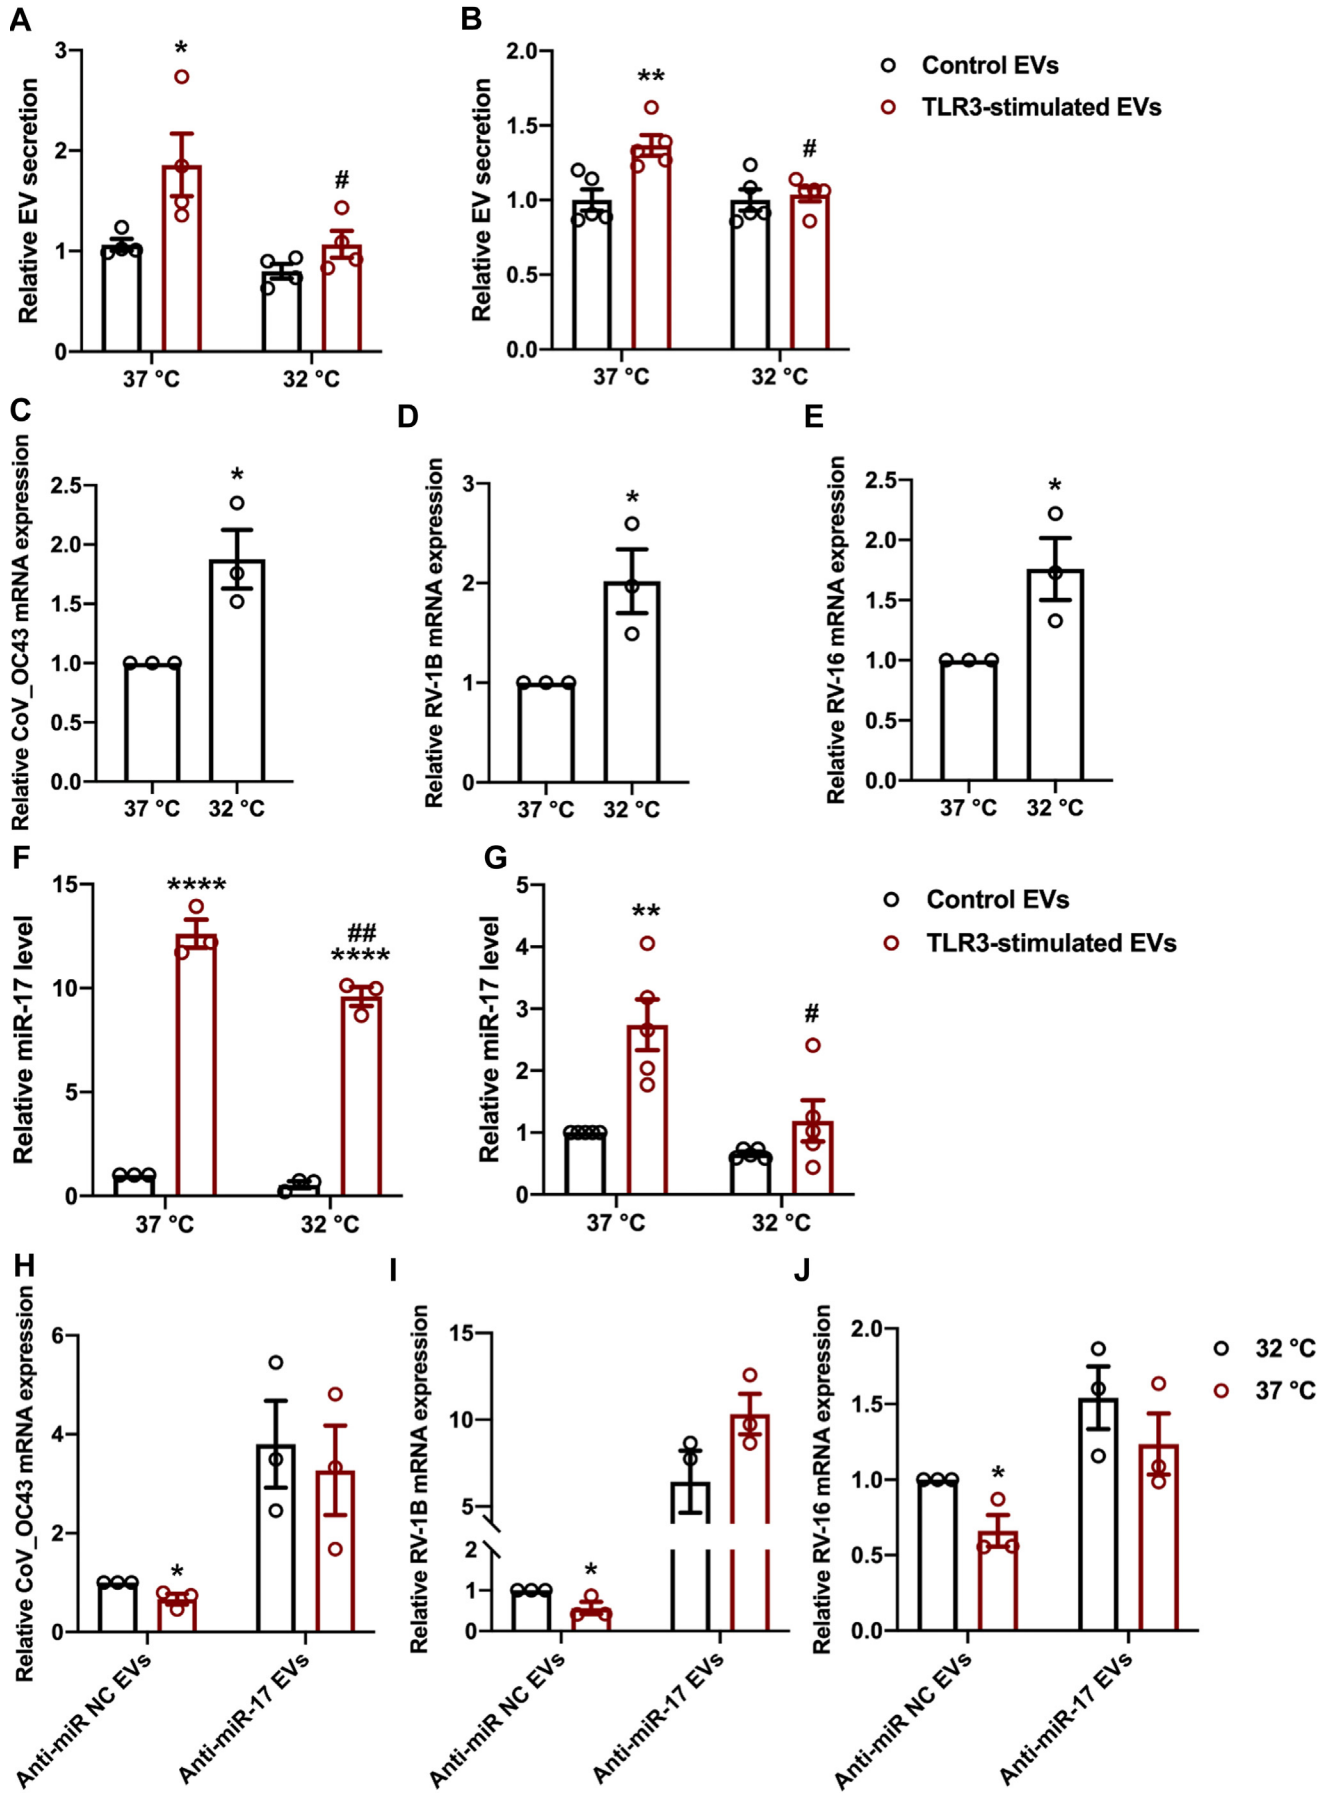 A
Relative EV secretion
3
2
1
0
*
#
37 °C
32 °C
B
Relative EV secretion
2.0
1.5
1.0
0.5
0.0
**
#
37 °C
32 °C
Control EVs
TLR3-stimulated EVs
C
Relative CoV_OC43 mRNA expression
2.5
2.0
1.5
1.0
0.5
0.0
*
37 °C
32 °C
D
Relative RV-1B mRNA expression
3
2
1
0
*
37 °C
32 °C
E
Relative RV-16 mRNA expression
2.5
2.0
1.5
1.0
0.5
0.0
*
37 °C
32 °C
F
Relative miR-17 level
15
10
5
0
****
##
****
37 °C
32 °C
G
Relative miR-17 level
5
4
3
2
1
0
**
#
37 °C
32 °C
Control EVs
TLR3-stimulated EVs
H
Relative CoV_OC43 mRNA expression
6
4
2
0
*
Anti-miR NC EVs
Anti-miR-17 EVs
I
Relative RV-1B mRNA expression
15
10
5
2
1
0
*
Anti-miR NC EVs
Anti-miR-17 EVs
J
Relative RV-16 mRNA expression
2.0
1.5
1.0
0.5
0.0
*
Anti-miR NC EVs
Anti-miR-17 EVs
32 °C
37 °C